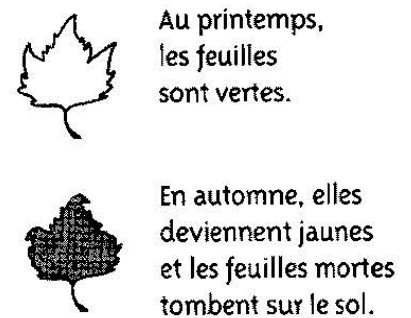 Au printemps,
les feuilles
sont vertes.
En automne, elles
deviennent jaunes
et les feuilles mortes
tombent sur le sol.